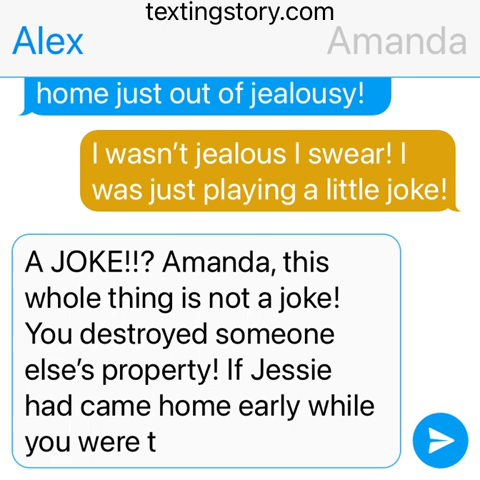 textingstory.com
Alex
Amanda
home just out of jealousy!
I wasn't jealous I swear! I
was just playing a little joke!
A JOKE!!? Amanda, this
whole thing is not a joke!
You destroyed someone
else's property! If Jessie
had came home early while
you were t